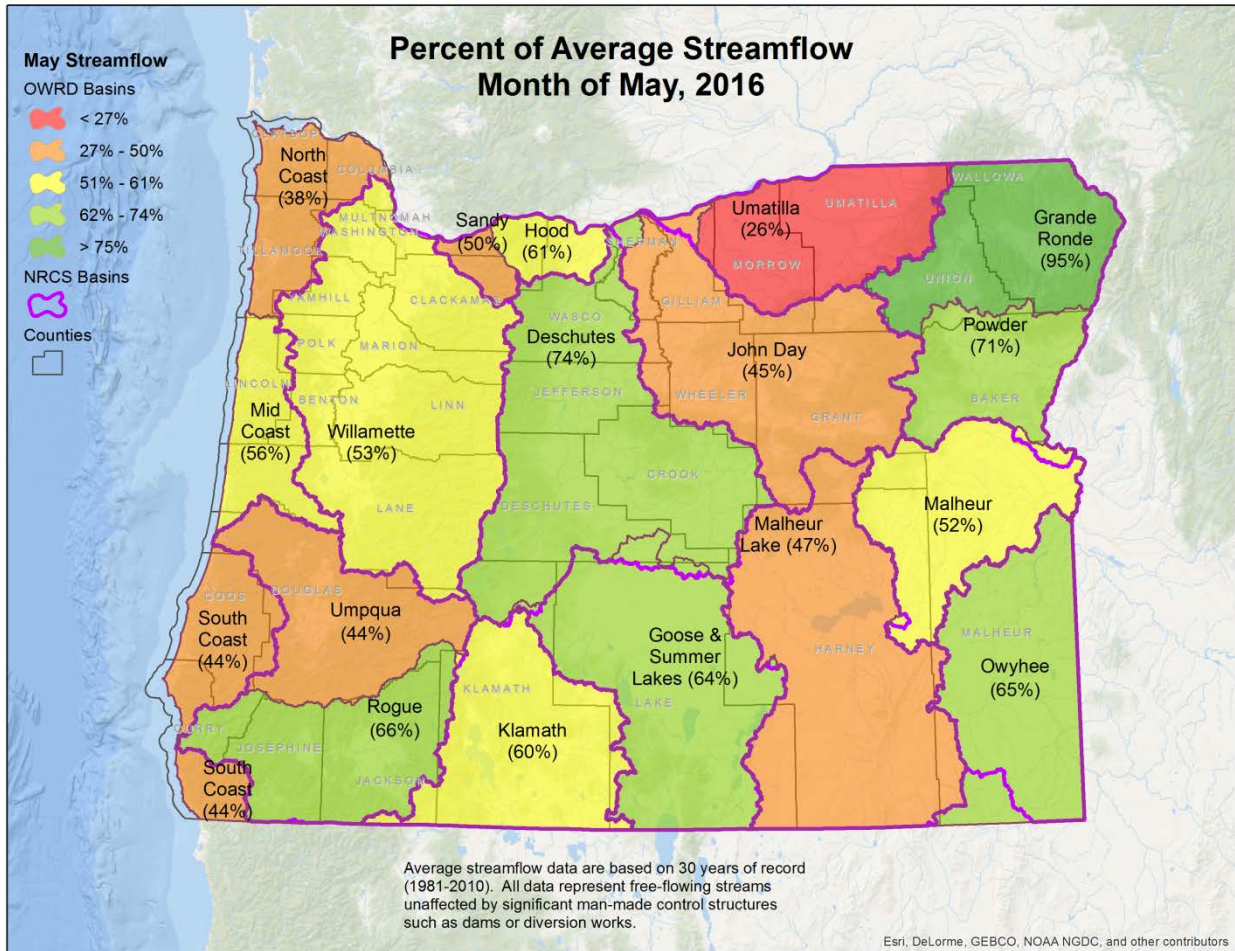 Percent of Average Streamflow
Month of May, 2016
May Streamflow
OWRD Basins
< 27%
27% - 50%
51% - 61%
62% - 74%
> 75%
NRCS Basins
Counties
CLATSOP
COLUMBIA
North
Coast
(38%)
TILLAMOOK
MULTNOMAH
WASHINGTON
YAMHILL
CLACKAMAS
Sandy
(50%)
Hood
(61%)
SHERMAN
Umatilla
(26%)
UMATILLA
MORROW
WALLOWA
Grande
Ronde
(95%)
UNION
GILLIAM
WASCO
Deschutes
(74%)
JEFFERSON
POLK
MARION
LINCOLN
BENTON
LINN
Mid
Coast
(56%)
Willamette
(53%)
John Day
(45%)
WHEELER
GRANT
Powder
(71%)
BAKER
CROOK
DESCHUTES
LANE
Malheur
Lake (47%)
Malheur
(52%)
DOUGLAS
COOS
South
Coast
(44%)
Umpqua
(44%)
Goose &
Summer
Lakes (64%)
LAKE
HARNEY
MALHEUR
Owyhee
(65%)
KLAMATH
Klamath
(60%)
Rogue
(66%)
CURRY
JOSEPHINE
JACKSON
South
Coast
(44%)
Average streamflow data are based on 30 years of record
(1981-2010). All data represent free-flowing streams
unaffected by significant man-made control structures
such as dams or diversion works.
Esri, DeLorme, GEBCO, NOAA NGDC, and other contributors